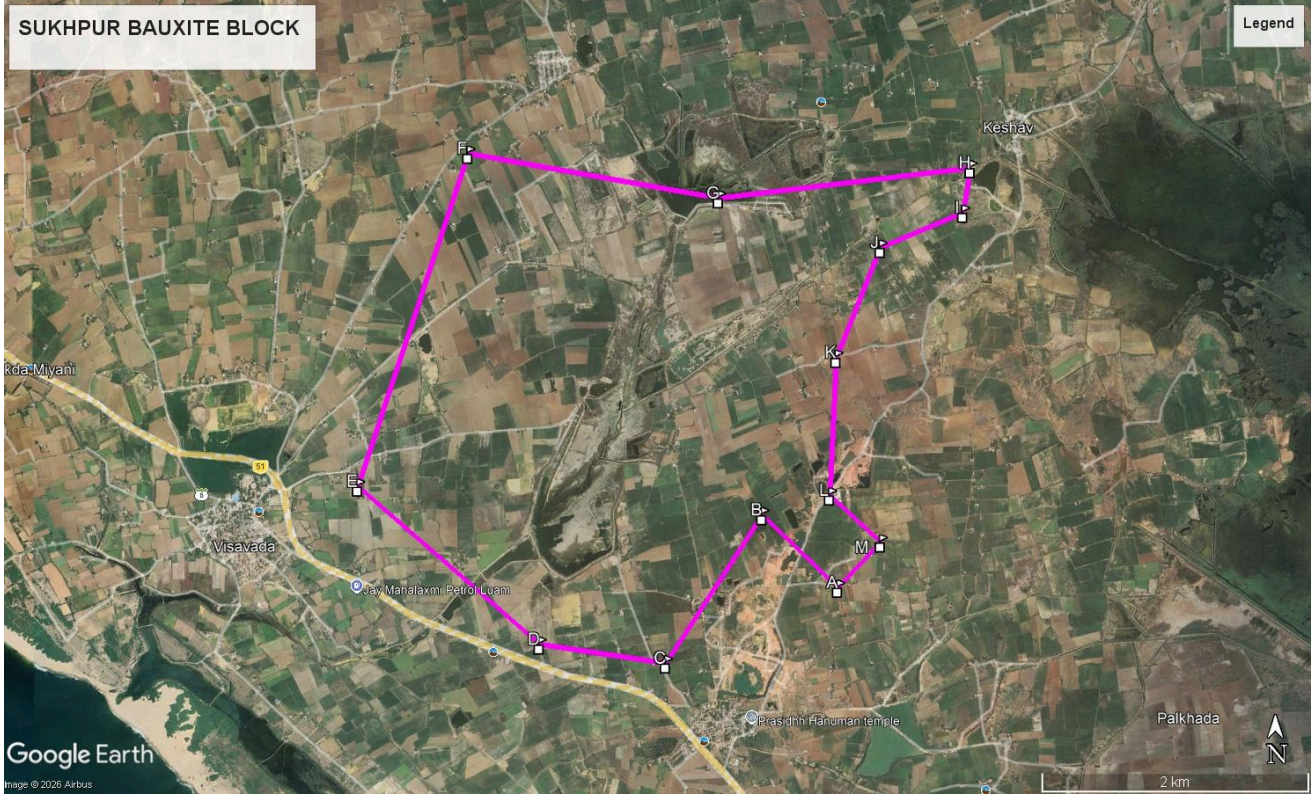 SUKHPUR BAUXITE BLOCK
Legend
Keshav
F
H
G
I
J
K
kda Miyani
51
E
6
L
B
Visavada
M
Jay Mahalaxmi Petrol Luam
A
D
C
Prasidhh Hanuman temple
Palkhada
Google Earth
N
2 km
mage © 2026 Airbus